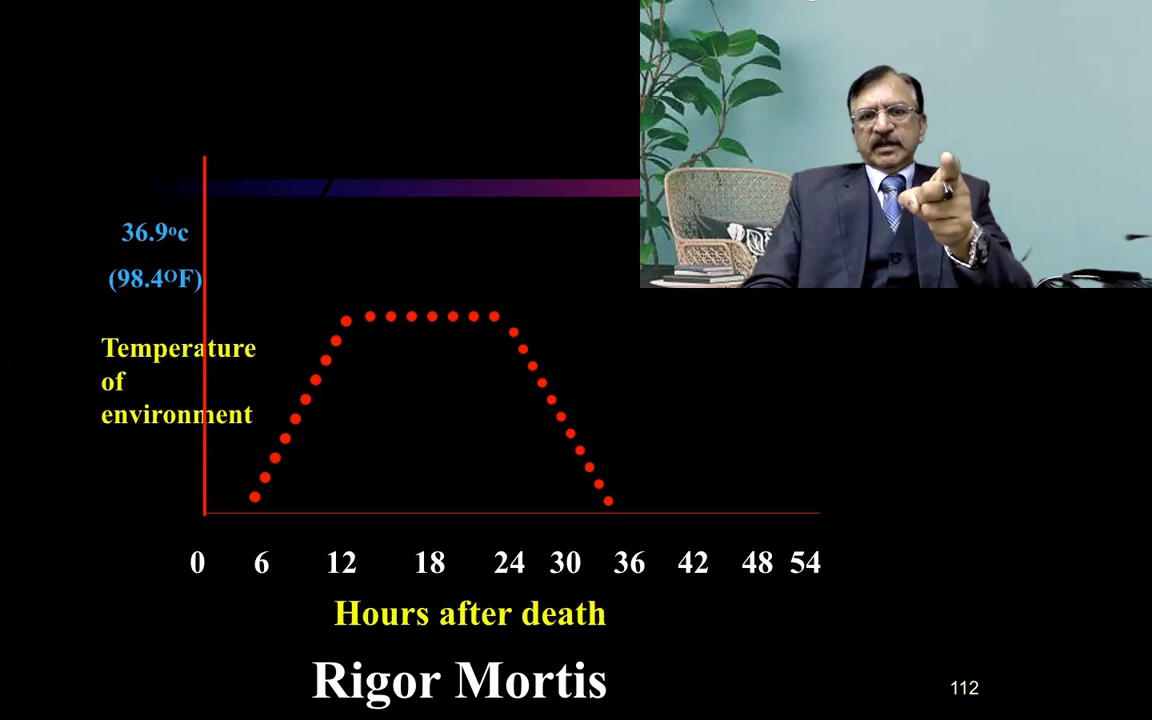 36.9ºc
(98.4ºF)
Temperature
of
environment
0 6 12 18 24 30 36 42 48 54
Hours after death
Rigor Mortis
112